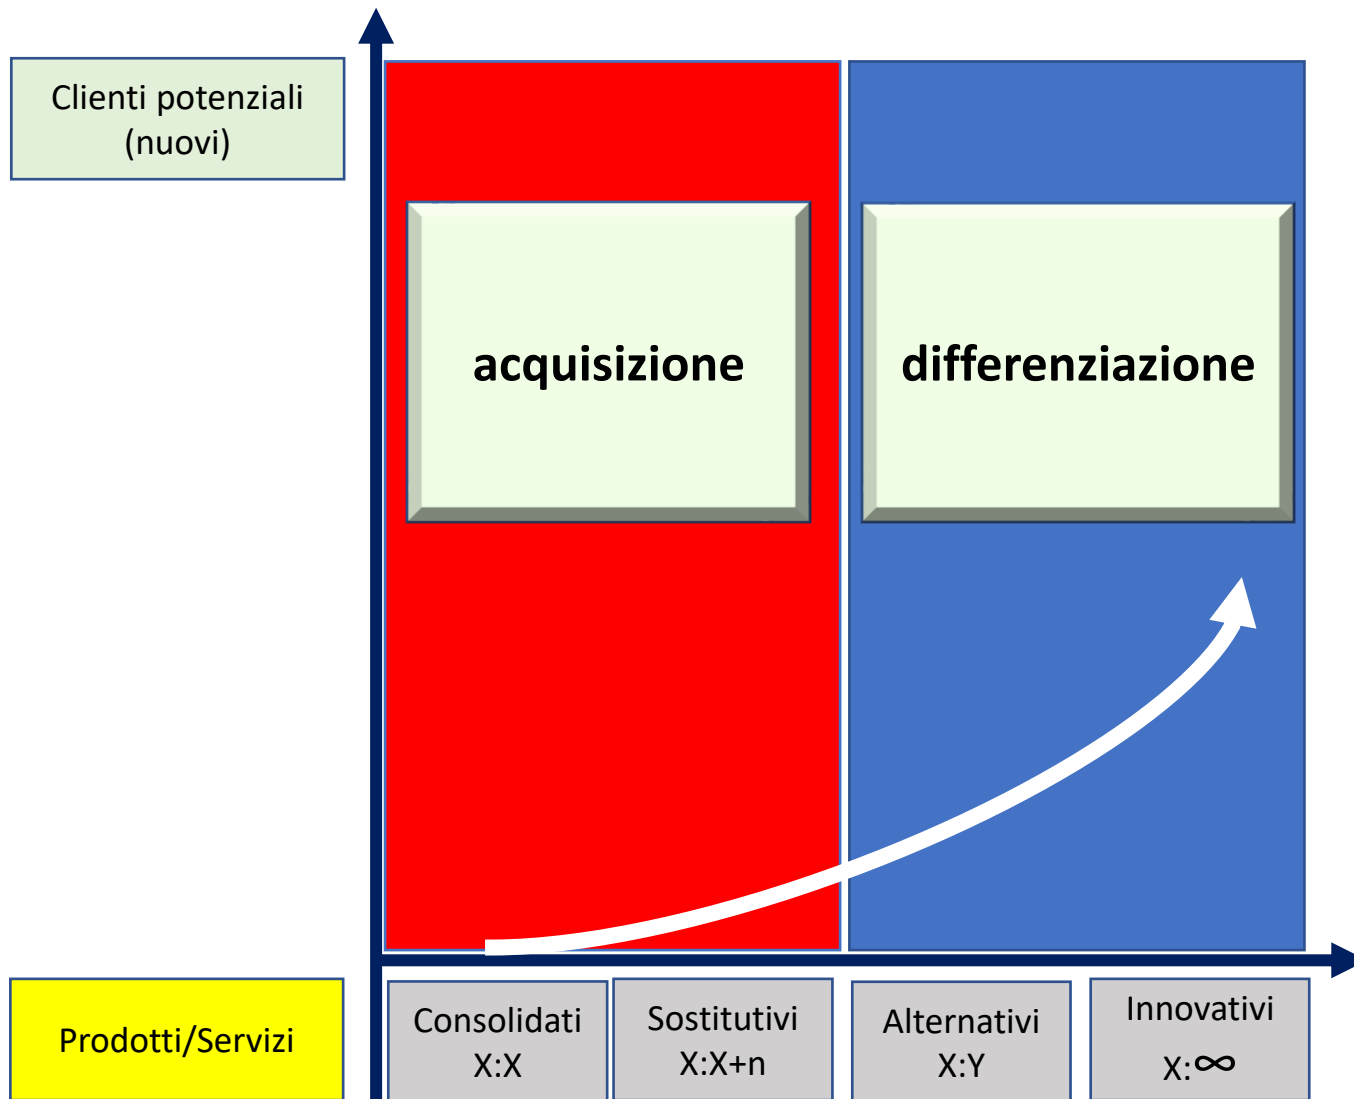 Clienti potenziali
(nuovi)
acquisizione
differenziazione
Prodotti/Servizi
Consolidati
X:X
Sostitutivi
X:X+n
Alternativi
X:Y
Innovativi
X:∞